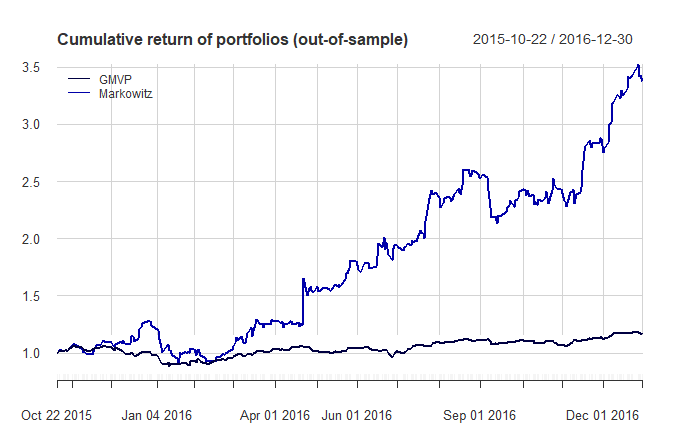 Cumulative return of portfolios (out-of-sample) 2015-10-22 / 2016-12-30
GMVP
Markowitz
3.5
3.0
2.5
2.0
1.5
1.0
Oct 22 2015 Jan 04 2016 Apr 01 2016 Jun 01 2016 Sep 01 2016 Dec 01 2016